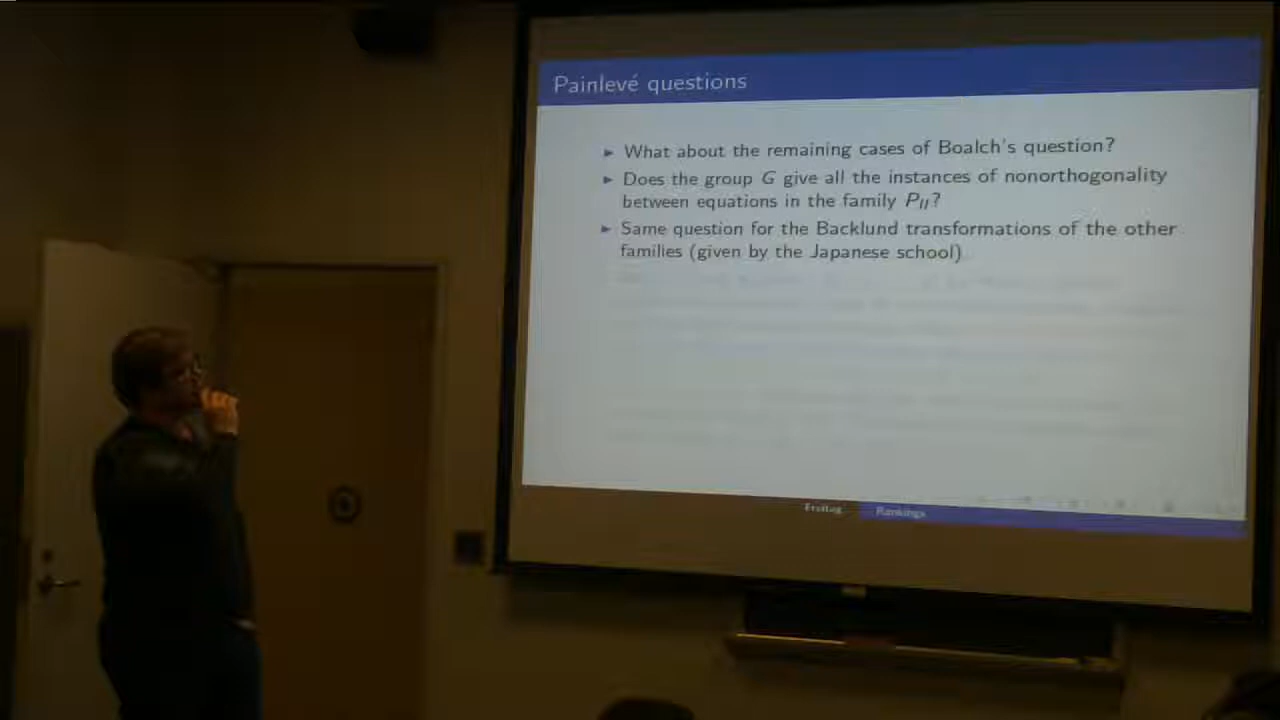 Painlevé questions
► What about the remaining cases of Boalch's question?
► Does the group G give all the instances of nonorthogonality
between equations in the family P_II?
► Same question for the Backlund transformations of the other
families (given by the Japanese school)
Freitag Rankings